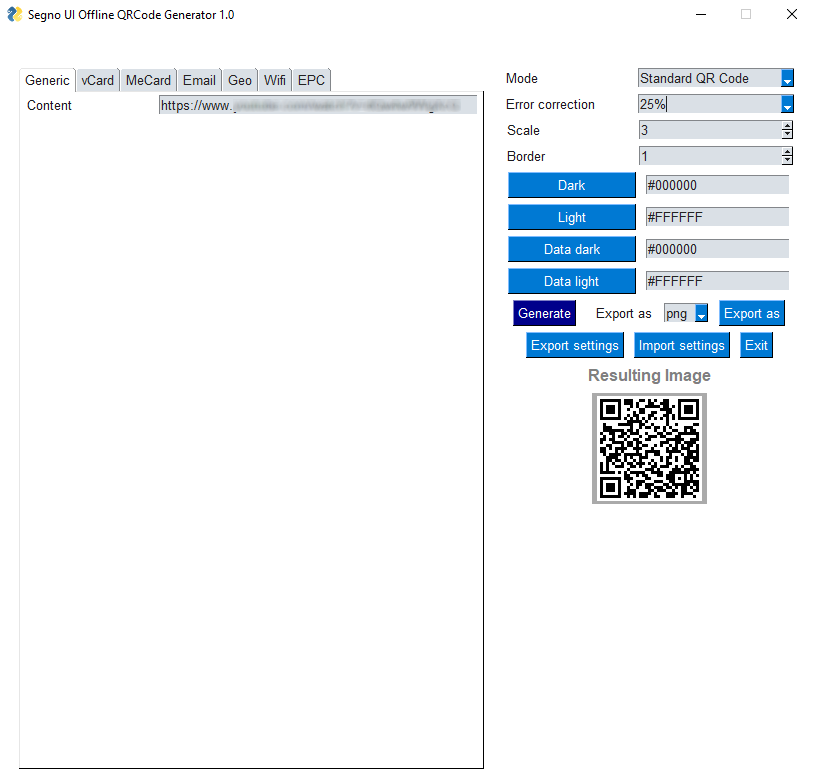 Segno UI Offline QRCode Generator 1.0
Generic vCard MeCard Email Geo Wifi EPC
Content https://www.
Mode Standard QR Code
Error correction 25%
Scale 3
Border 1
Dark #000000
Light #FFFFFF
Data dark #000000
Data light #FFFFFF
Generate Export as png Export as
Export settings Import settings Exit
Resulting Image